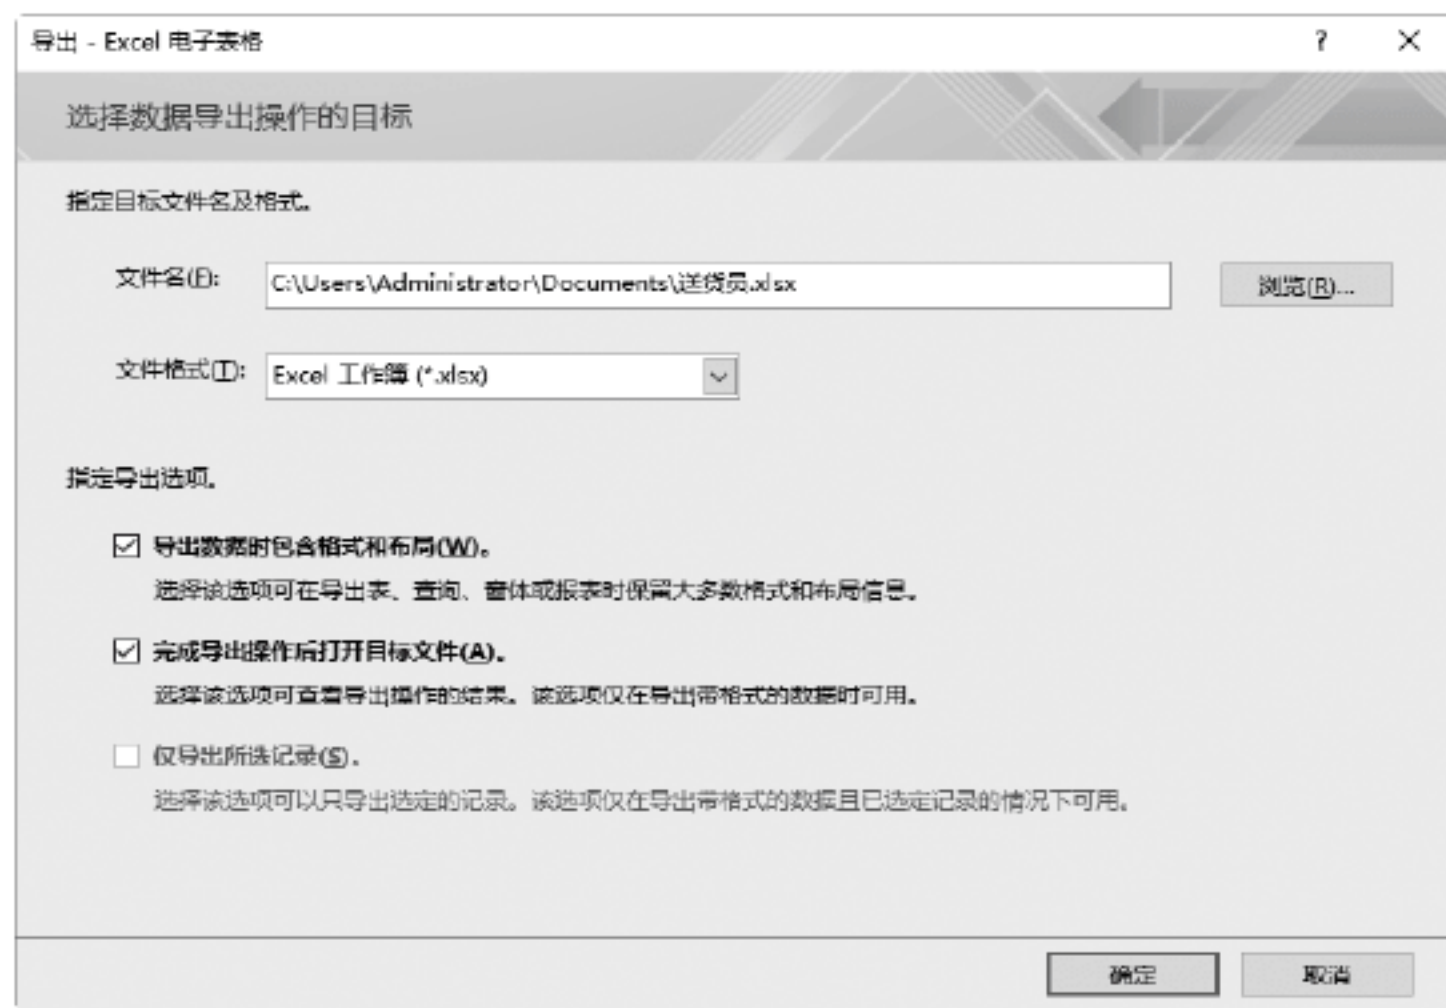 导出 - Excel 电子表格
?
选择数据导出操作的目标
指定目标文件名及格式。
文件名(F): C:\Users\Administrator\Documents\送货员.xlsx 浏览(R)...
文件格式(T): Excel 工作簿 (*.xlsx)
指定导出选项。
导出数据时包含格式和布局(W)。
选择该选项可在导出表、查询、窗体或报表时保留大多数格式和布局信息。
完成导出操作后打开目标文件(A)。
选择该选项可查看导出操作的结果。该选项仅在导出带格式的数据时可用。
仅导出所选记录(S)。
选择该选项可以只导出选定的记录。该选项仅在导出带格式的数据且已选定记录的情况下可用。
确定 取消